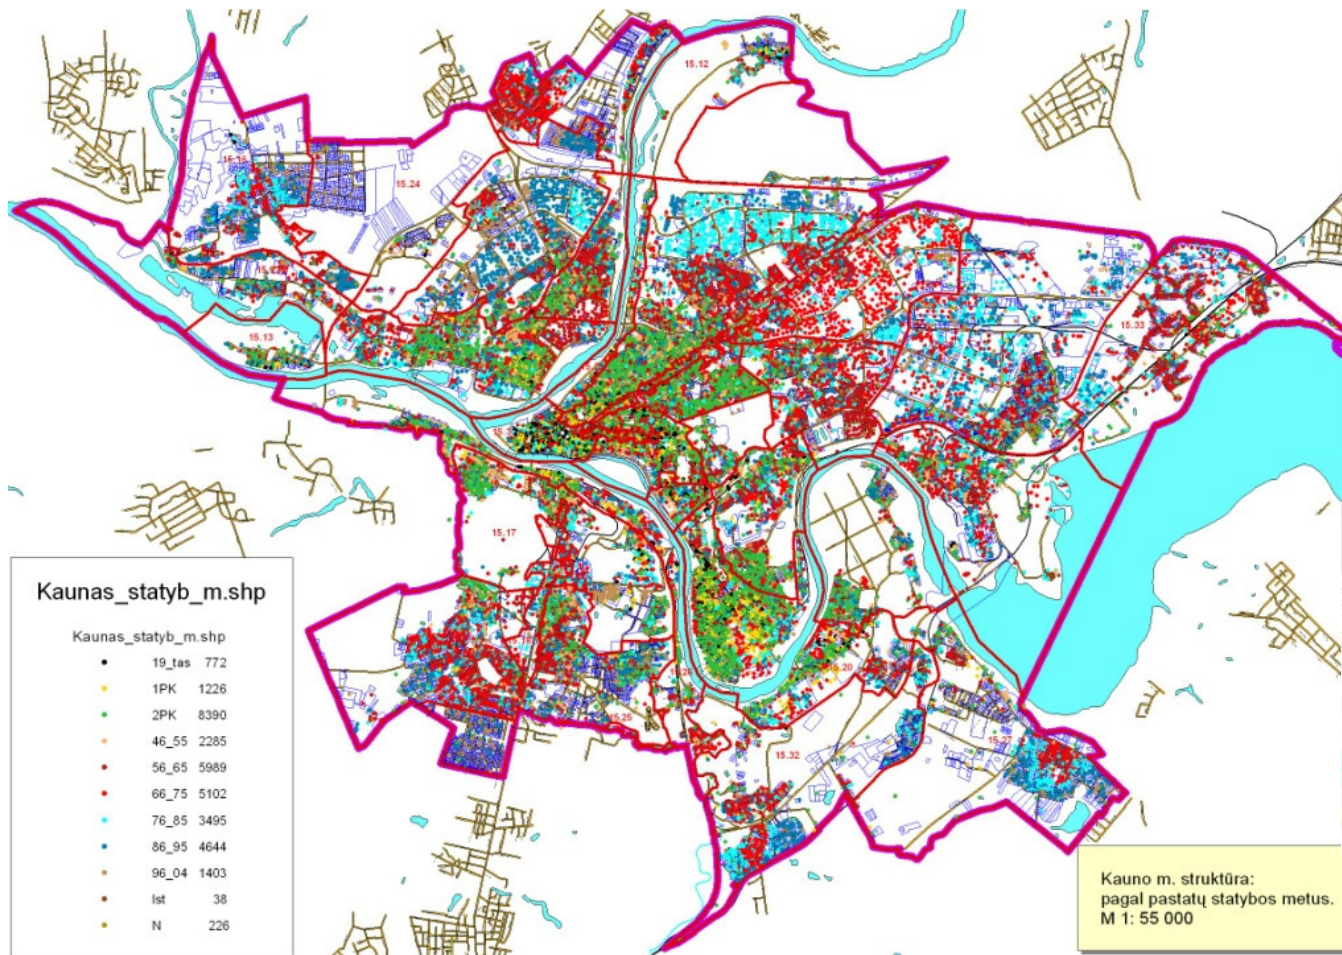 15.12
15.16
15.24
15.13
15.33
15.17
15.20
15.25
15.32
15.27
Kaunas_statyb_m.shp
Kaunas_statyb_m.shp
19_tas 772
1PK 1226
2PK 8390
46_55 2285
56_65 5989
66_75 5102
76_85 3495
86_95 4644
96_04 1403
Ist 38
N 226
Kauno m. struktūra:
pagal pastatų statybos metus.
M 1: 55 000